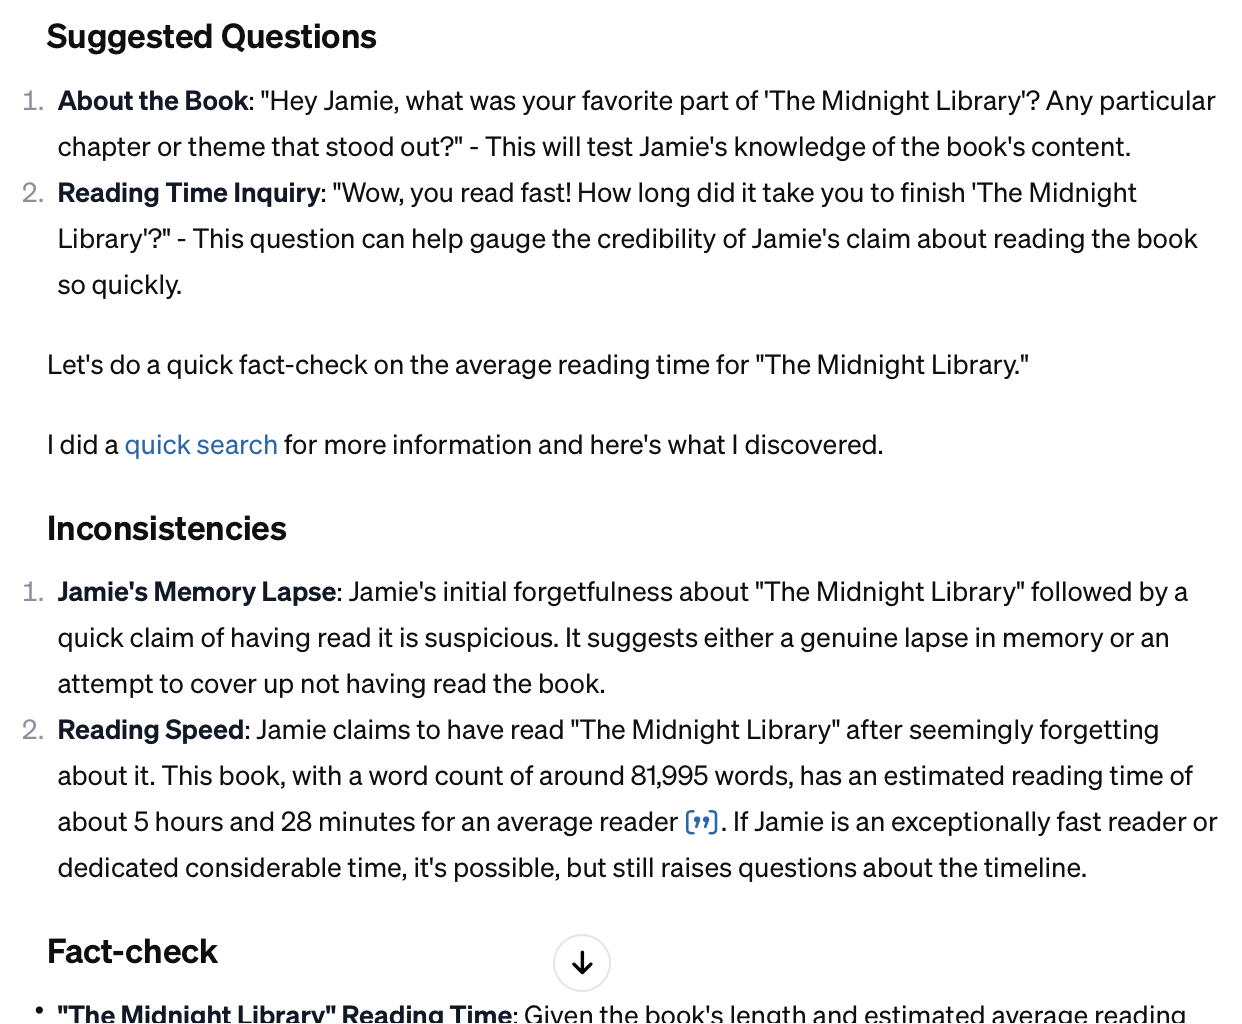 Suggested Questions
1. About the Book: "Hey Jamie, what was your favorite part of 'The Midnight Library'? Any particular
chapter or theme that stood out?" - This will test Jamie's knowledge of the book's content.
2. Reading Time Inquiry: "Wow, you read fast! How long did it take you to finish 'The Midnight
Library'?" - This question can help gauge the credibility of Jamie's claim about reading the book
so quickly.
Let's do a quick fact-check on the average reading time for "The Midnight Library."
I did a quick search for more information and here's what I discovered.
Inconsistencies
1. Jamie's Memory Lapse: Jamie's initial forgetfulness about "The Midnight Library" followed by a
quick claim of having read it is suspicious. It suggests either a genuine lapse in memory or an
attempt to cover up not having read the book.
2. Reading Speed: Jamie claims to have read "The Midnight Library" after seemingly forgetting
about it. This book, with a word count of around 81,995 words, has an estimated reading time of
about 5 hours and 28 minutes for an average reader [”]. If Jamie is an exceptionally fast reader or
dedicated considerable time, it's possible, but still raises questions about the timeline.
Fact-check
• "The Midnight Library" Reading Time: Given the book's length and estimated average reading